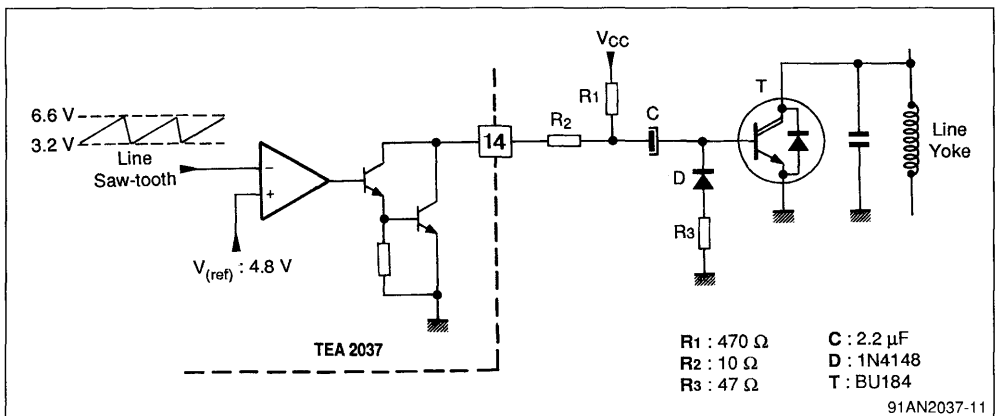 VCC
R1
C
T
6.6 V
3.2 V
Line
Saw-tooth
−
+
V(ref) : 4.8 V
14
R2
D
R3
Line
Yoke
TEA 2037
R1 : 470 Ω
R2 : 10 Ω
R3 : 47 Ω
C : 2.2 µF
D : 1N4148
T : BU184
91AN2037-11